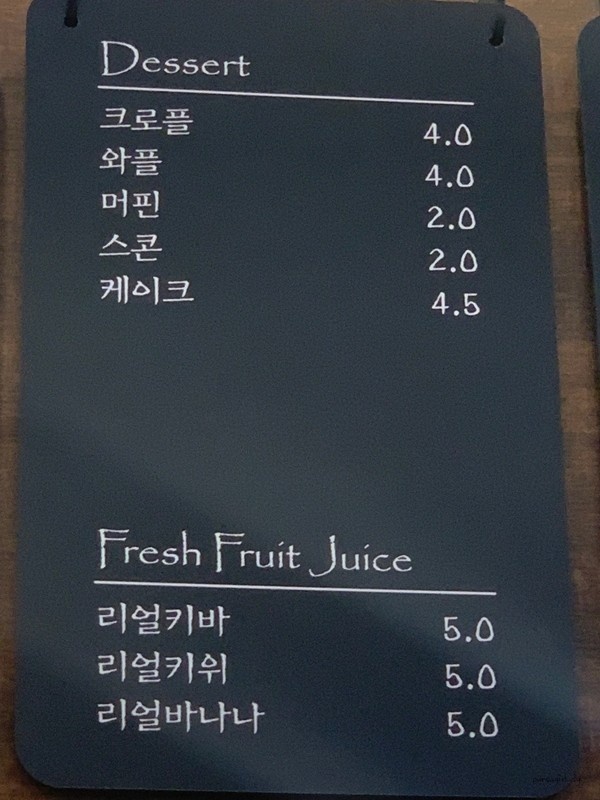 Dessert
크로플 4.0
와플 4.0
머핀 2.0
스콘 2.0
케이크 4.5
Fresh Fruit Juice
리얼키바 5.0
리얼키위 5.0
리얼바나나 5.0